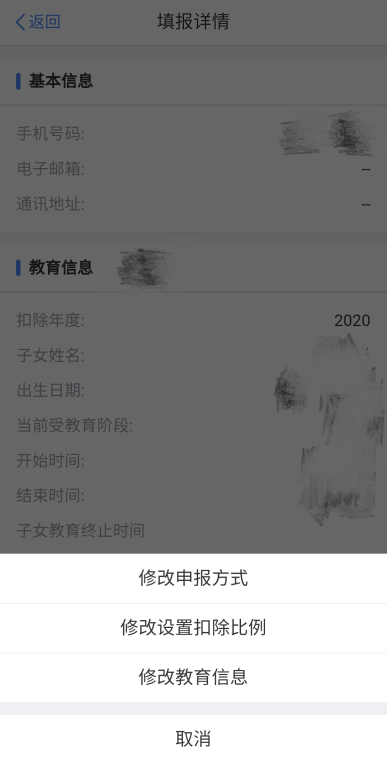 返回
填报详情
基本信息
手机号码:
电子邮箱: --
通讯地址: --
教育信息
扣除年度: 2020
子女姓名:
出生日期:
当前受教育阶段:
开始时间:
结束时间:
子女教育终止时间
修改申报方式
修改设置扣除比例
修改教育信息
取消